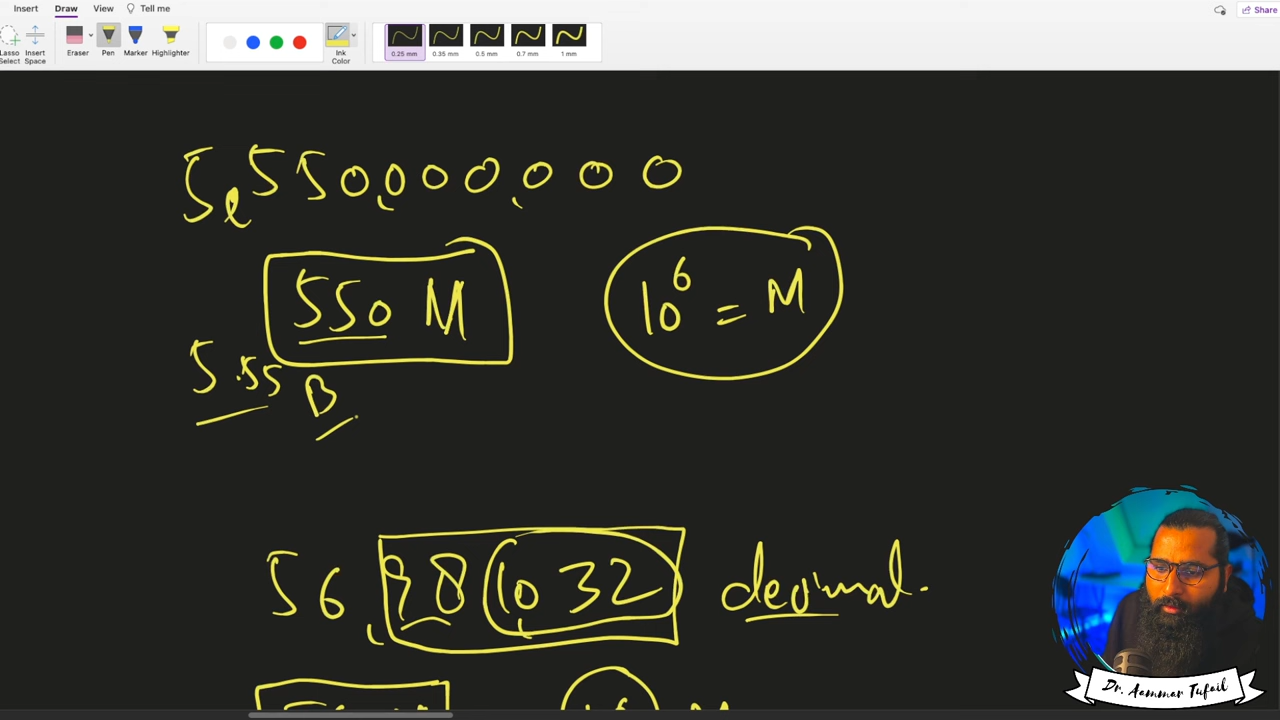 Insert Draw View Tell me Share
Lasso Select Insert Space Eraser Pen Marker Highlighter Ink Color 0.25 mm 0.35 mm 0.5 mm 0.7 mm 1 mm
5,550,000,000
550 M
10⁶ = M
5.55 B
56,981032 decimal.
Dr. Aammar Tufail